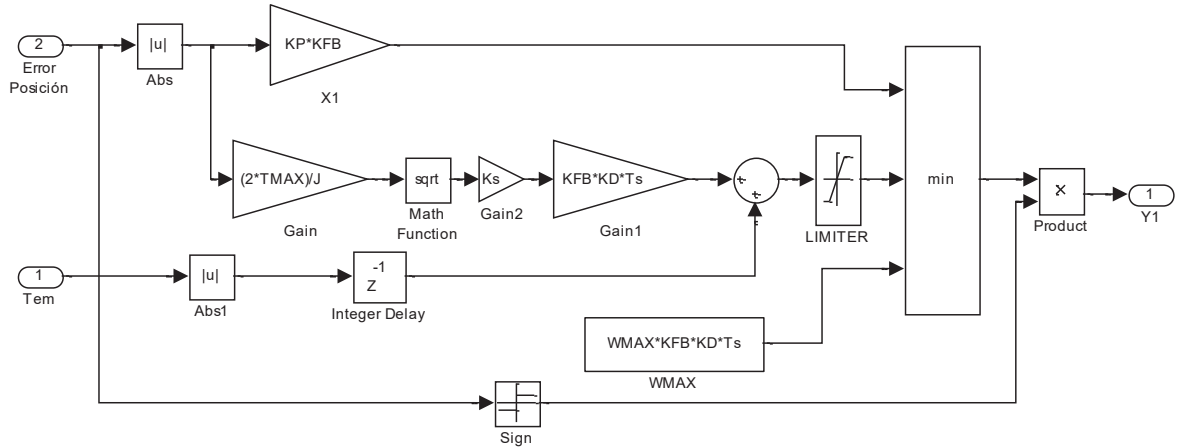 2
Error
Posición
|u|
Abs
KP*KFB
X1
(2*TMAX)/J
Gain
sqrt
Math
Function
Ks
Gain2
KFB*KD*Ts
Gain1
+
+
LIMITER
min
x
Product
1
Y1
1
Tem
|u|
Abs1
-1
Z
Integer Delay
WMAX*KFB*KD*Ts
WMAX
Sign